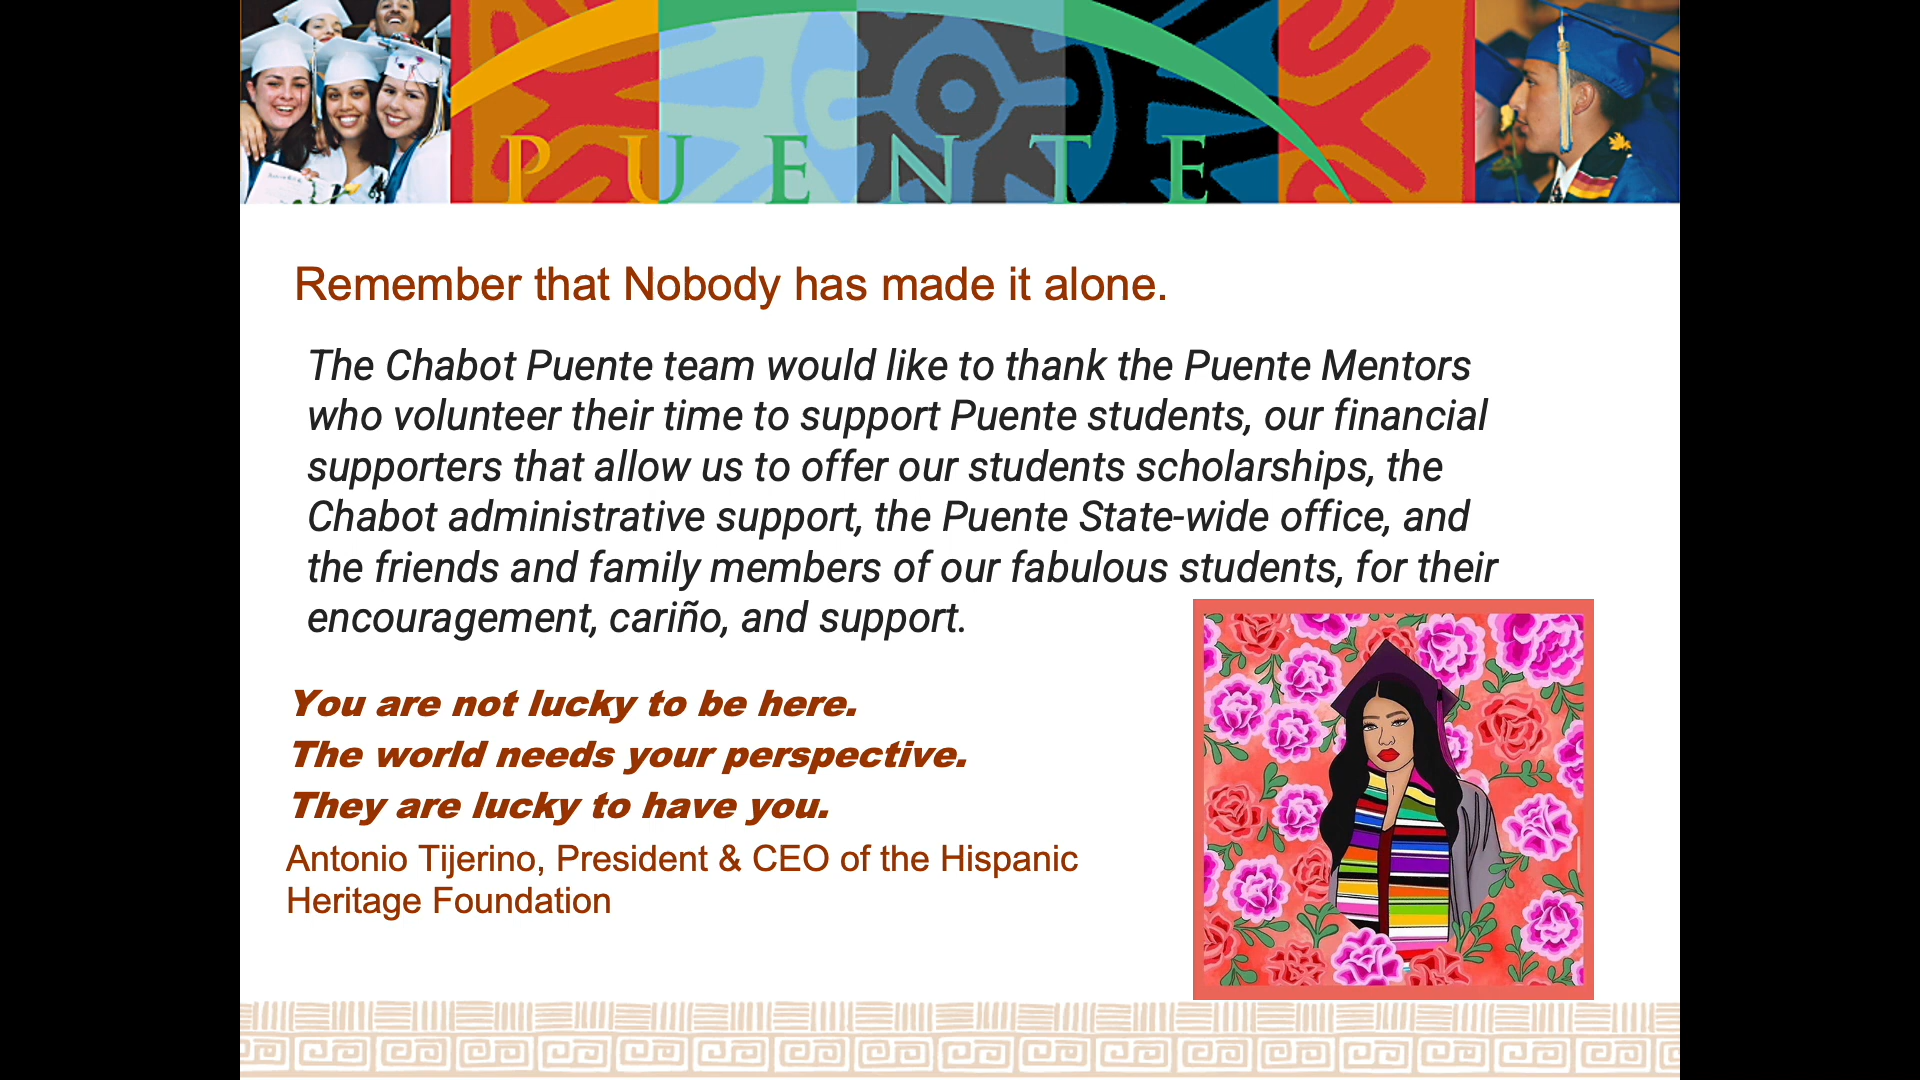 PUENTE
Remember that Nobody has made it alone.
The Chabot Puente team would like to thank the Puente Mentors
who volunteer their time to support Puente students, our financial
supporters that allow us to offer our students scholarships, the
Chabot administrative support, the Puente State-wide office, and
the friends and family members of our fabulous students, for their
encouragement, cariño, and support.
You are not lucky to be here.
The world needs your perspective.
They are lucky to have you.
Antonio Tijerino, President & CEO of the Hispanic
Heritage Foundation